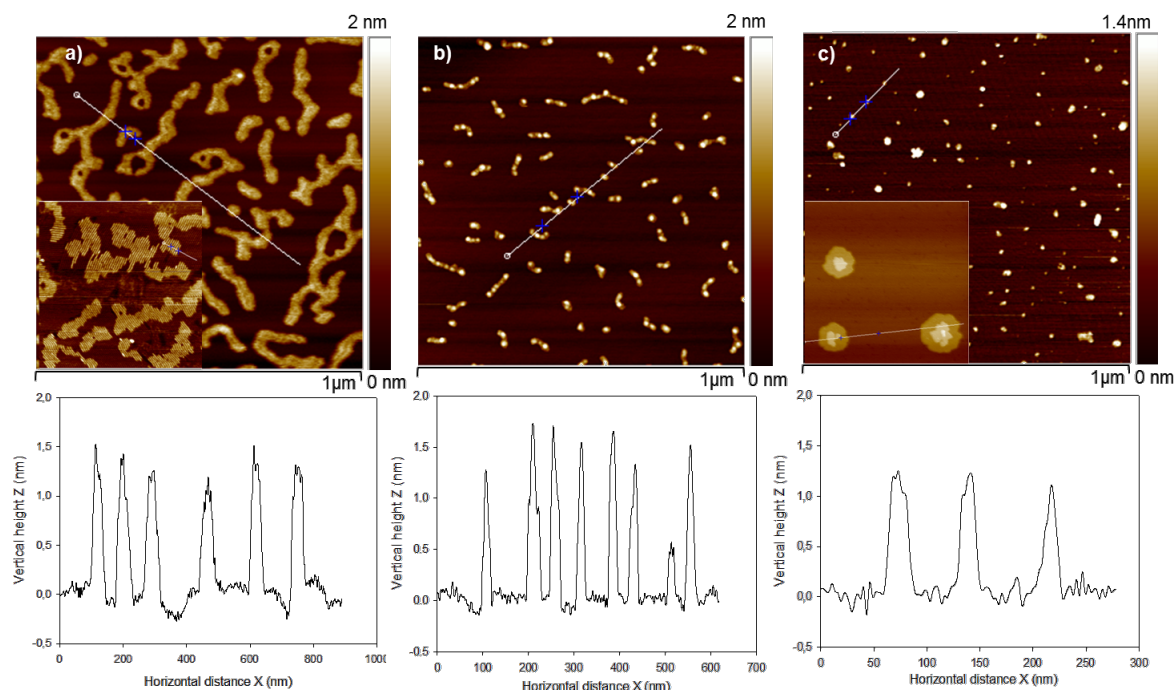 2 nm
a)
1µm
0 nm
2 nm
b)
1µm
0 nm
1.4nm
c)
1µm
0 nm
Vertical height Z (nm)
2,0
1,5
1,0
0,5
0,0
-0,5
0
200
400
600
800
1000
Horizontal distance X (nm)
Vertical height Z (nm)
2,0
1,5
1,0
0,5
0,0
-0,5
0
100
200
300
400
500
600
700
Horizontal distance X (nm)
Vertical height Z (nm)
2,0
1,5
1,0
0,5
0,0
-0,5
0
50
100
150
200
250
300
Horizontal distance X (nm)